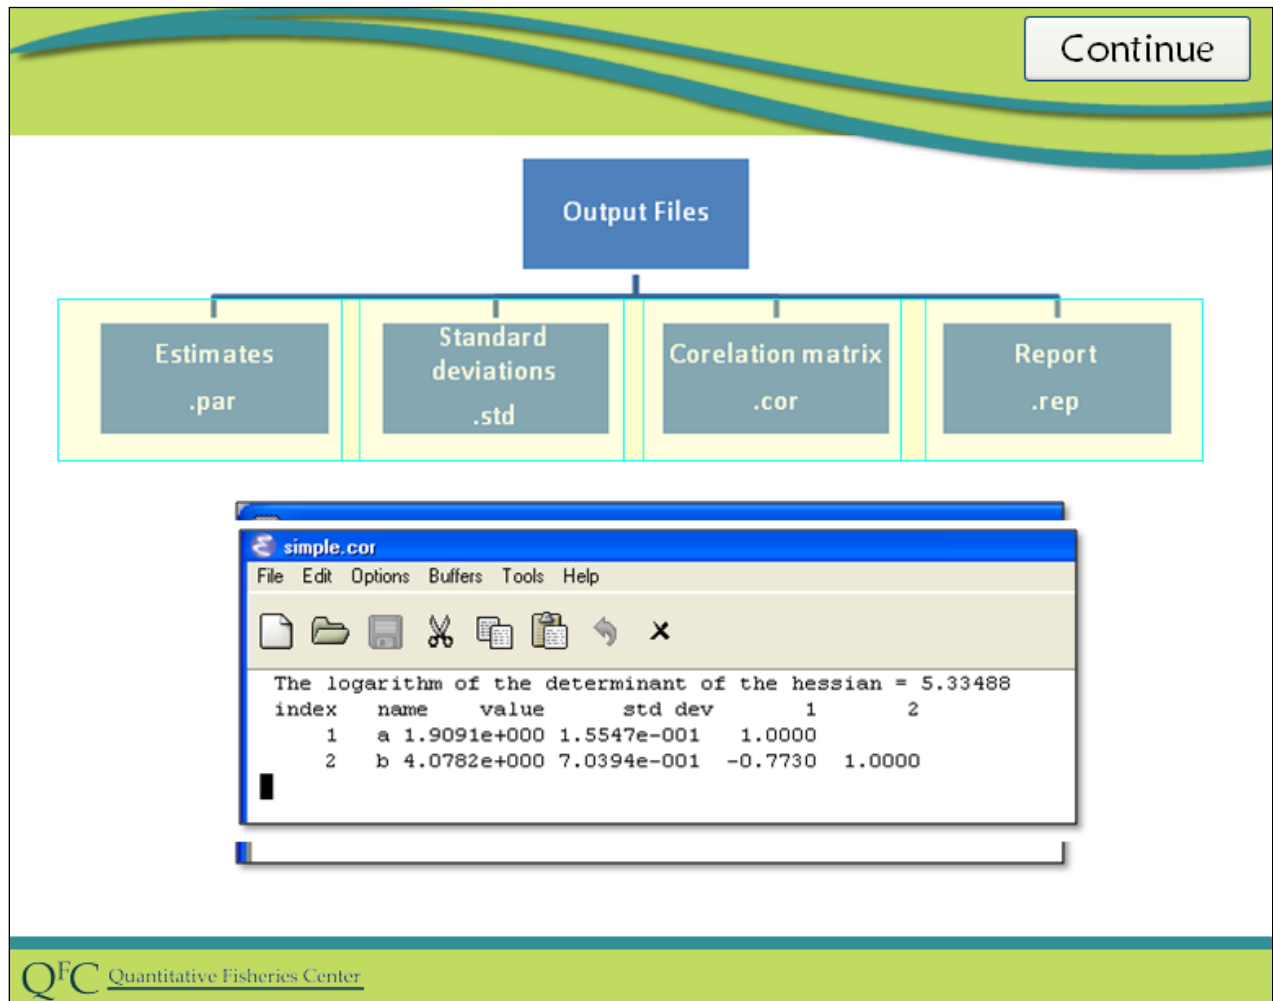 Continue
Output Files
Estimates
.par
Standard
deviations
.std
Corelation matrix
.cor
Report
.rep
simple.cor
File Edit Options Buffers Tools Help
The logarithm of the determinant of the hessian = 5.33488
index name value std dev 1 2
1 a 1.9091e+000 1.5547e-001 1.0000
2 b 4.0782e+000 7.0394e-001 -0.7730 1.0000
QFC Quantitative Fisheries Center